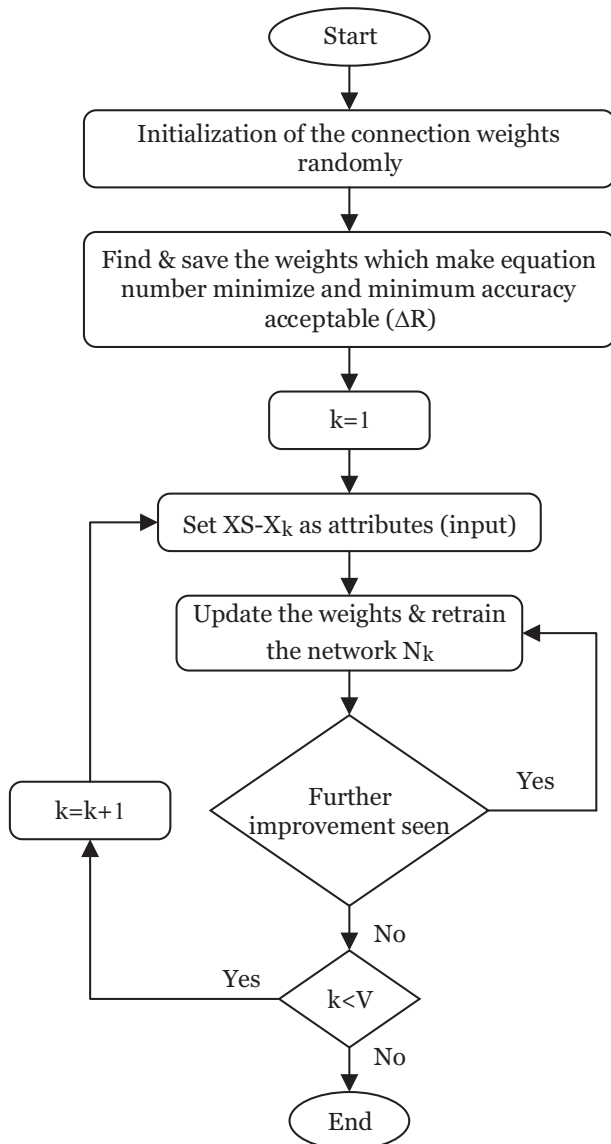 Start
Initialization of the connection weights
randomly
Find & save the weights which make equation
number minimize and minimum accuracy
acceptable (ΔR)
k=1
Set XS-Xk as attributes (input)
Update the weights & retrain
the network Nk
Further
improvement seen
Yes
k=k+1
No
Yes
k<V
No
End